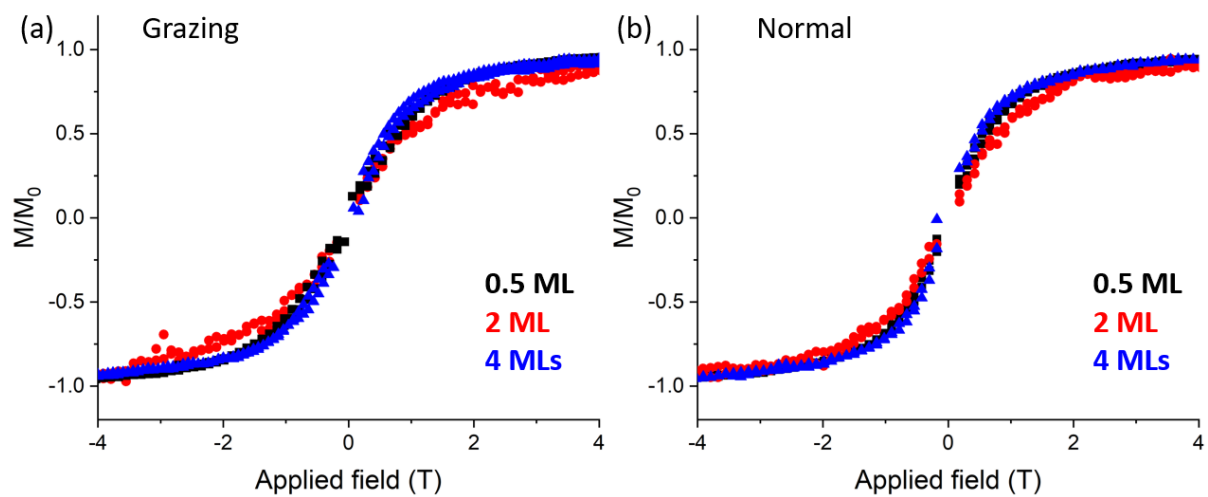 (a) Grazing
1.0
0.5
0.0
-0.5
-1.0
M/M0
0.5 ML
2 ML
4 MLs
-4 -2 0 2 4
Applied field (T)
(b) Normal
1.0
0.5
0.0
-0.5
-1.0
M/M0
0.5 ML
2 ML
4 MLs
-4 -2 0 2 4
Applied field (T)